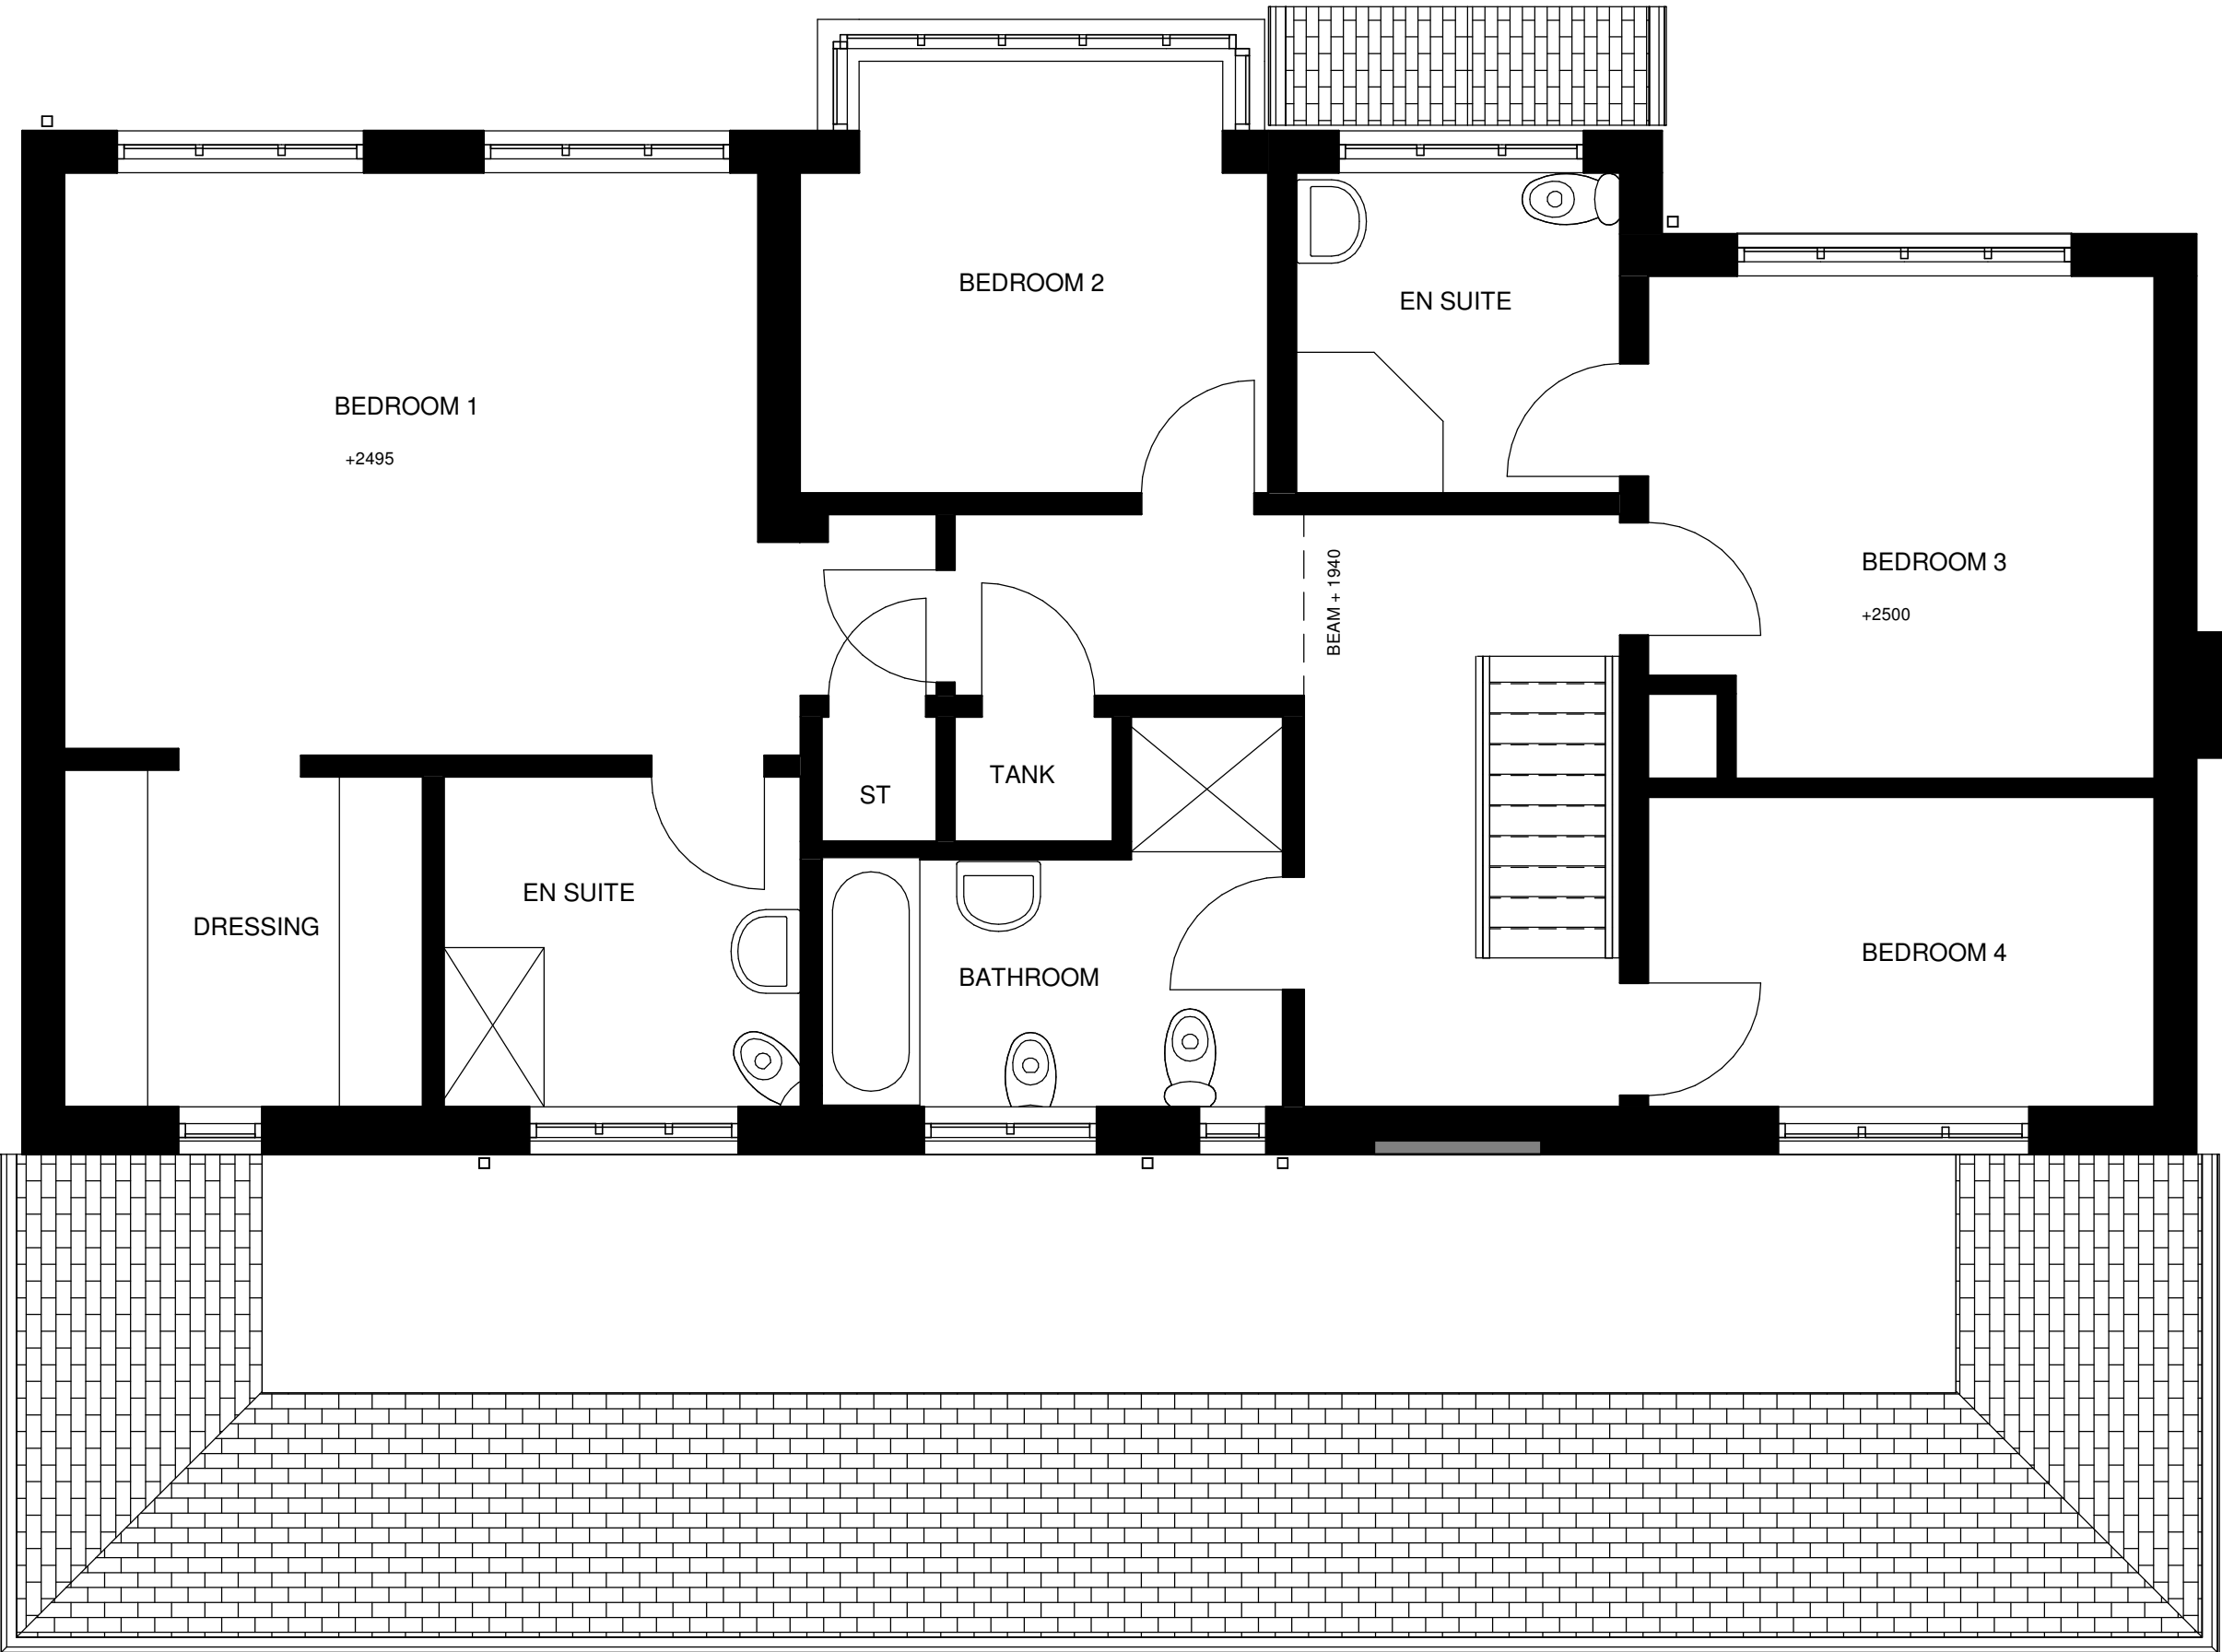 BEDROOM 2
EN SUITE
BEDROOM 1
+2495
BEAM + 1940
BEDROOM 3
+2500
TANK
ST
EN SUITE
DRESSING
BATHROOM
BEDROOM 4